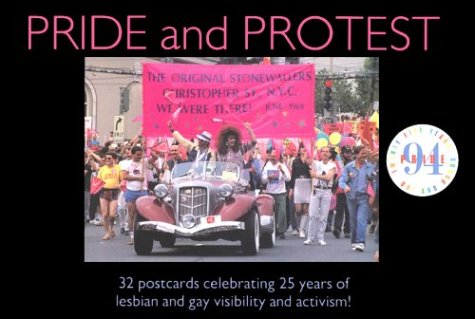 PRIDE and PROTEST
THE ORIGINAL STONEWALLERS
CHRISTOPHER ST., N.Y.C.
WE WERE THERE! JUNE, 1969
PRIDE
94
32 postcards celebrating 25 years of
lesbian and gay visibility and activism!